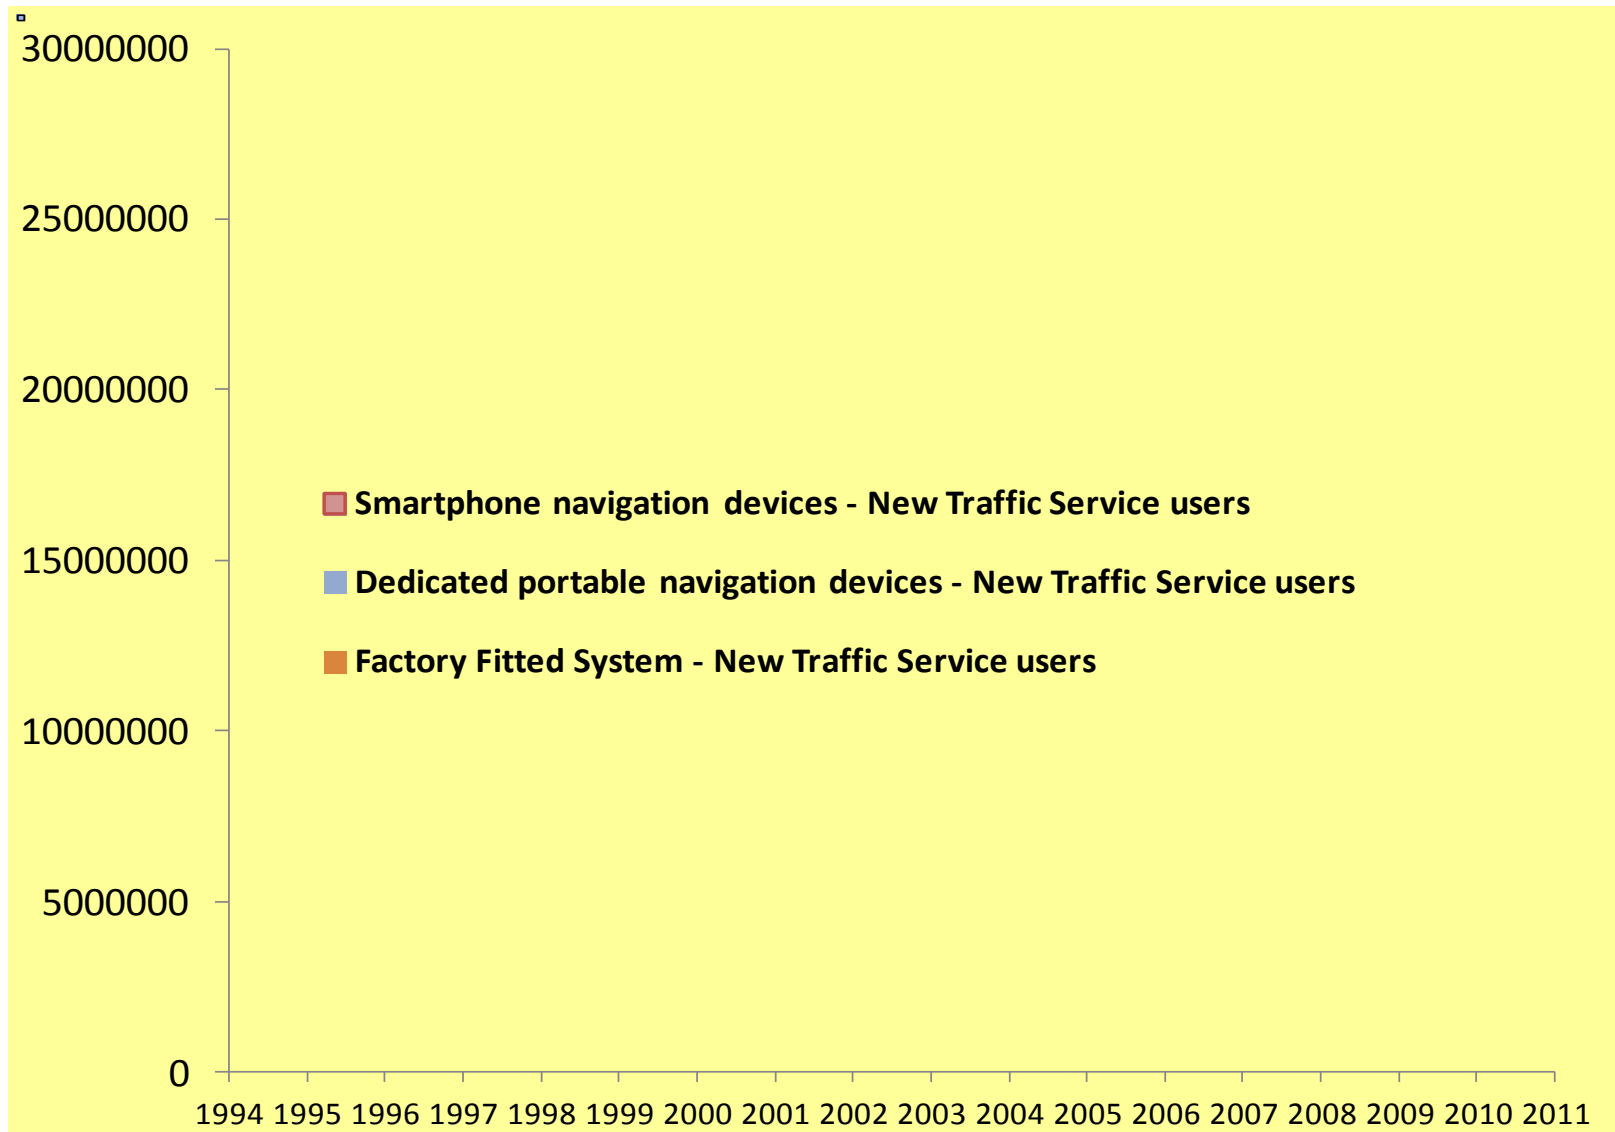 30000000
25000000
20000000
Smartphone navigation devices - New Traffic Service users
15000000
Dedicated portable navigation devices - New Traffic Service users
Factory Fitted System - New Traffic Service users
10000000
5000000
0
1994 1995 1996 1997 1998 1999 2000 2001 2002 2003 2004 2005 2006 2007 2008 2009 2010 2011